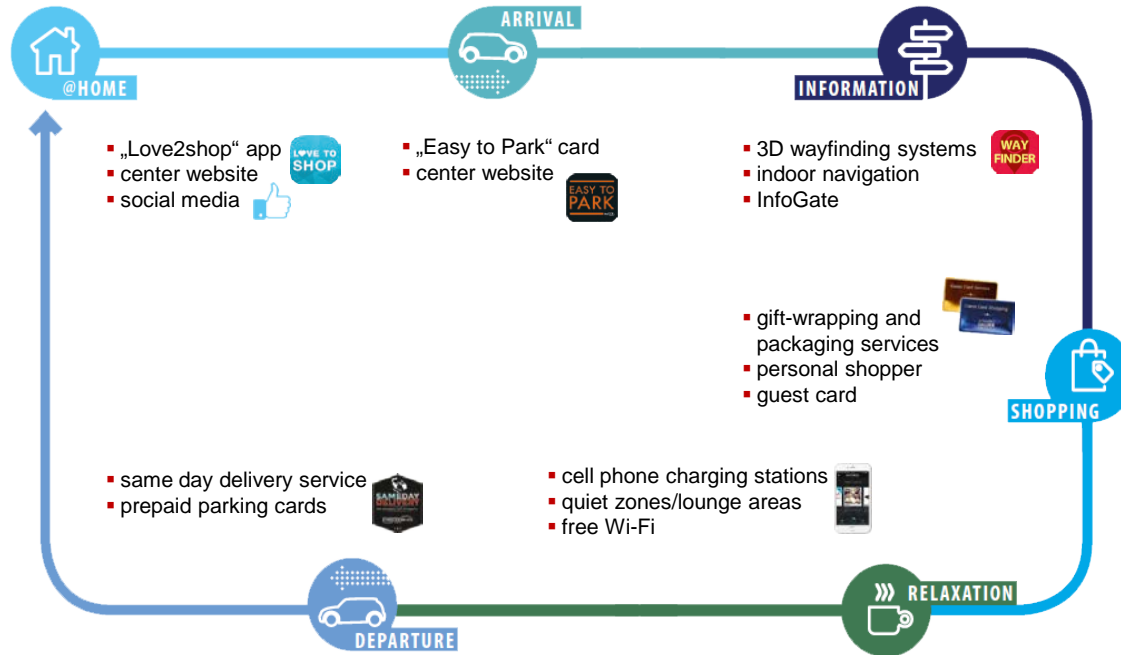 ARRIVAL
@HOME
INFORMATION
▪ „Love2shop“ app
▪ center website
▪ social media
LOVE TO
SHOP
▪ „Easy to Park“ card
▪ center website
EASY TO
PARK
▪ 3D wayfinding systems
▪ indoor navigation
▪ InfoGate
WAY
FINDER
▪ gift-wrapping and
packaging services
▪ personal shopper
▪ guest card
SHOPPING
▪ same day delivery service
▪ prepaid parking cards
SAMEDAY
DELIVERY
▪ cell phone charging stations
▪ quiet zones/lounge areas
▪ free Wi-Fi
RELAXATION
DEPARTURE